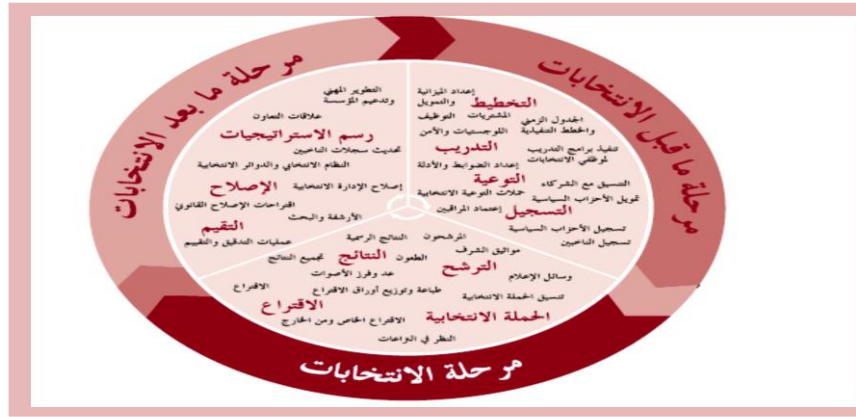 مرحلة ما قبل الانتخابات
إعداد الميزانية
والتمويل
التخطيط
الجدول الزمني
والخطط التنفيذية
المشتريات
التوظيف
اللوجستيات والأمن
تنفيذ برامج التدريب
لموظفي الانتخابات
التدريب
إعداد الضوابط والأدلة
التوعية
التنسيق مع الشركاء
حملات التوعية الانتخابية
تمويل الأحزاب السياسية
التسجيل
إعتماد المراقبين
تسجيل الأحزاب السياسية
تسجيل الناخبين
مرحلة الانتخابات
المرشحون
مواثيق الشرف
الترشح
وسائل الإعلام
تنسيق الحملة الانتخابية
الحملة الانتخابية
طباعة وتوزيع أوراق الاقتراع
الاقتراع
الاقتراع
الاقتراع الخاص ومن الخارج
النظر في النزاعات
عد وفرز الأصوات
النتائج
الطعون
تجميع النتائج
النتائج الرسمية
مرحلة ما بعد الانتخابات
عمليات التدقيق والتقييم
التقيم
الأرشفة والبحث
اقتراحات الإصلاح القانوني
الإصلاح
إصلاح الإدارة الانتخابية
النظام الانتخابي والدوائر الانتخابية
تحديث سجلات الناخبين
رسم الاستراتيجيات
علاقات التعاون
التطوير المهني
وتدعيم المؤسسة